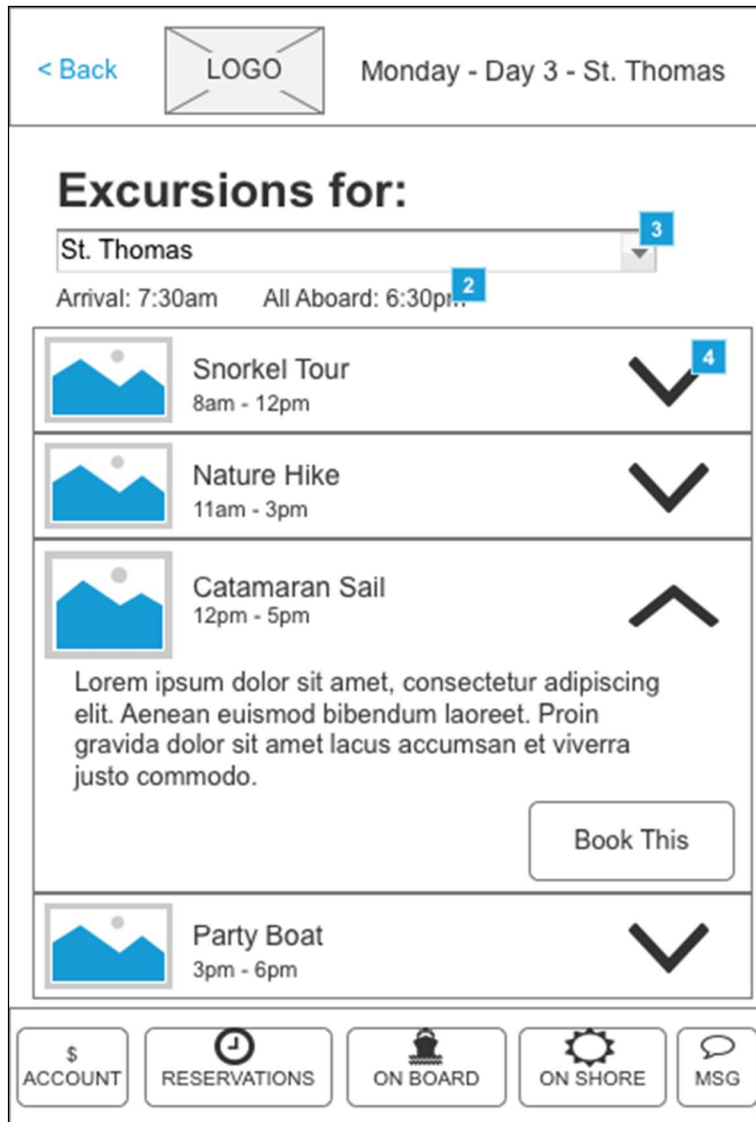 < Back
LOGO
Monday - Day 3 - St. Thomas
Excursions for:
3
St. Thomas
Arrival: 7:30am All Aboard: 6:30pm
2
Snorkel Tour
8am - 12pm
4
Nature Hike
11am - 3pm
Catamaran Sail
12pm - 5pm
Lorem ipsum dolor sit amet, consectetur adipiscing
elit. Aenean euismod bibendum laoreet. Proin
gravida dolor sit amet lacus accumsan et viverra
justo commodo.
Book This
Party Boat
3pm - 6pm
$
ACCOUNT
RESERVATIONS
ON BOARD
ON SHORE
MSG